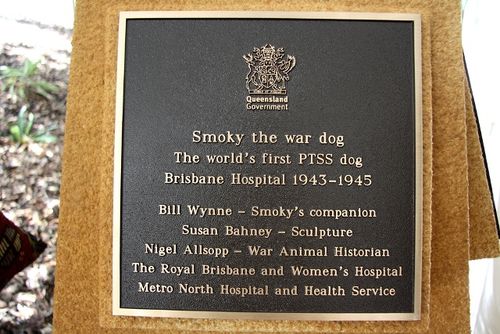 Queensland
Government
Smoky the war dog
The world's first PTSS dog
Brisbane Hospital 1943-1945
Bill Wynne – Smoky's companion
Susan Bahney – Sculpture
Nigel Allsopp – War Animal Historian
The Royal Brisbane and Women's Hospital
Metro North Hospital and Health Service